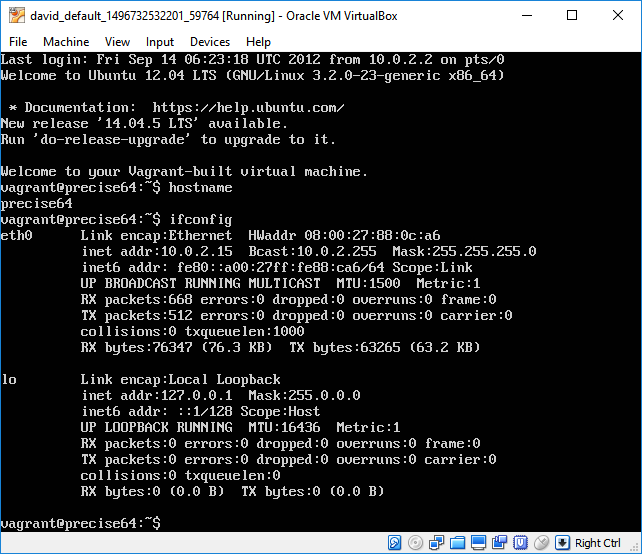 david_default_1496732532201_59764 [Running] - Oracle VM VirtualBox
File Machine View Input Devices Help
Last login: Fri Sep 14 06:23:18 UTC 2012 from 10.0.2.2 on pts/0
Welcome to Ubuntu 12.04 LTS (GNU/Linux 3.2.0-23-generic x86_64)
* Documentation:  https://help.ubuntu.com/
New release '14.04.5 LTS' available.
Run 'do-release-upgrade' to upgrade to it.
Welcome to your Vagrant-built virtual machine.
vagrant@precise64:~$ hostname
precise64
vagrant@precise64:~$ ifconfig
eth0      Link encap:Ethernet  HWaddr 08:00:27:88:0c:a6
          inet addr:10.0.2.15  Bcast:10.0.2.255  Mask:255.255.255.0
          inet6 addr: fe80::a00:27ff:fe88:ca6/64 Scope:Link
          UP BROADCAST RUNNING MULTICAST  MTU:1500  Metric:1
          RX packets:668 errors:0 dropped:0 overruns:0 frame:0
          TX packets:512 errors:0 dropped:0 overruns:0 carrier:0
          collisions:0 txqueuelen:1000
          RX bytes:76347 (76.3 KB)  TX bytes:63265 (63.2 KB)
lo        Link encap:Local Loopback
          inet addr:127.0.0.1  Mask:255.0.0.0
          inet6 addr: ::1/128 Scope:Host
          UP LOOPBACK RUNNING  MTU:16436  Metric:1
          RX packets:0 errors:0 dropped:0 overruns:0 frame:0
          TX packets:0 errors:0 dropped:0 overruns:0 carrier:0
          collisions:0 txqueuelen:0
          RX bytes:0 (0.0 B)  TX bytes:0 (0.0 B)
vagrant@precise64:~$
Right Ctrl